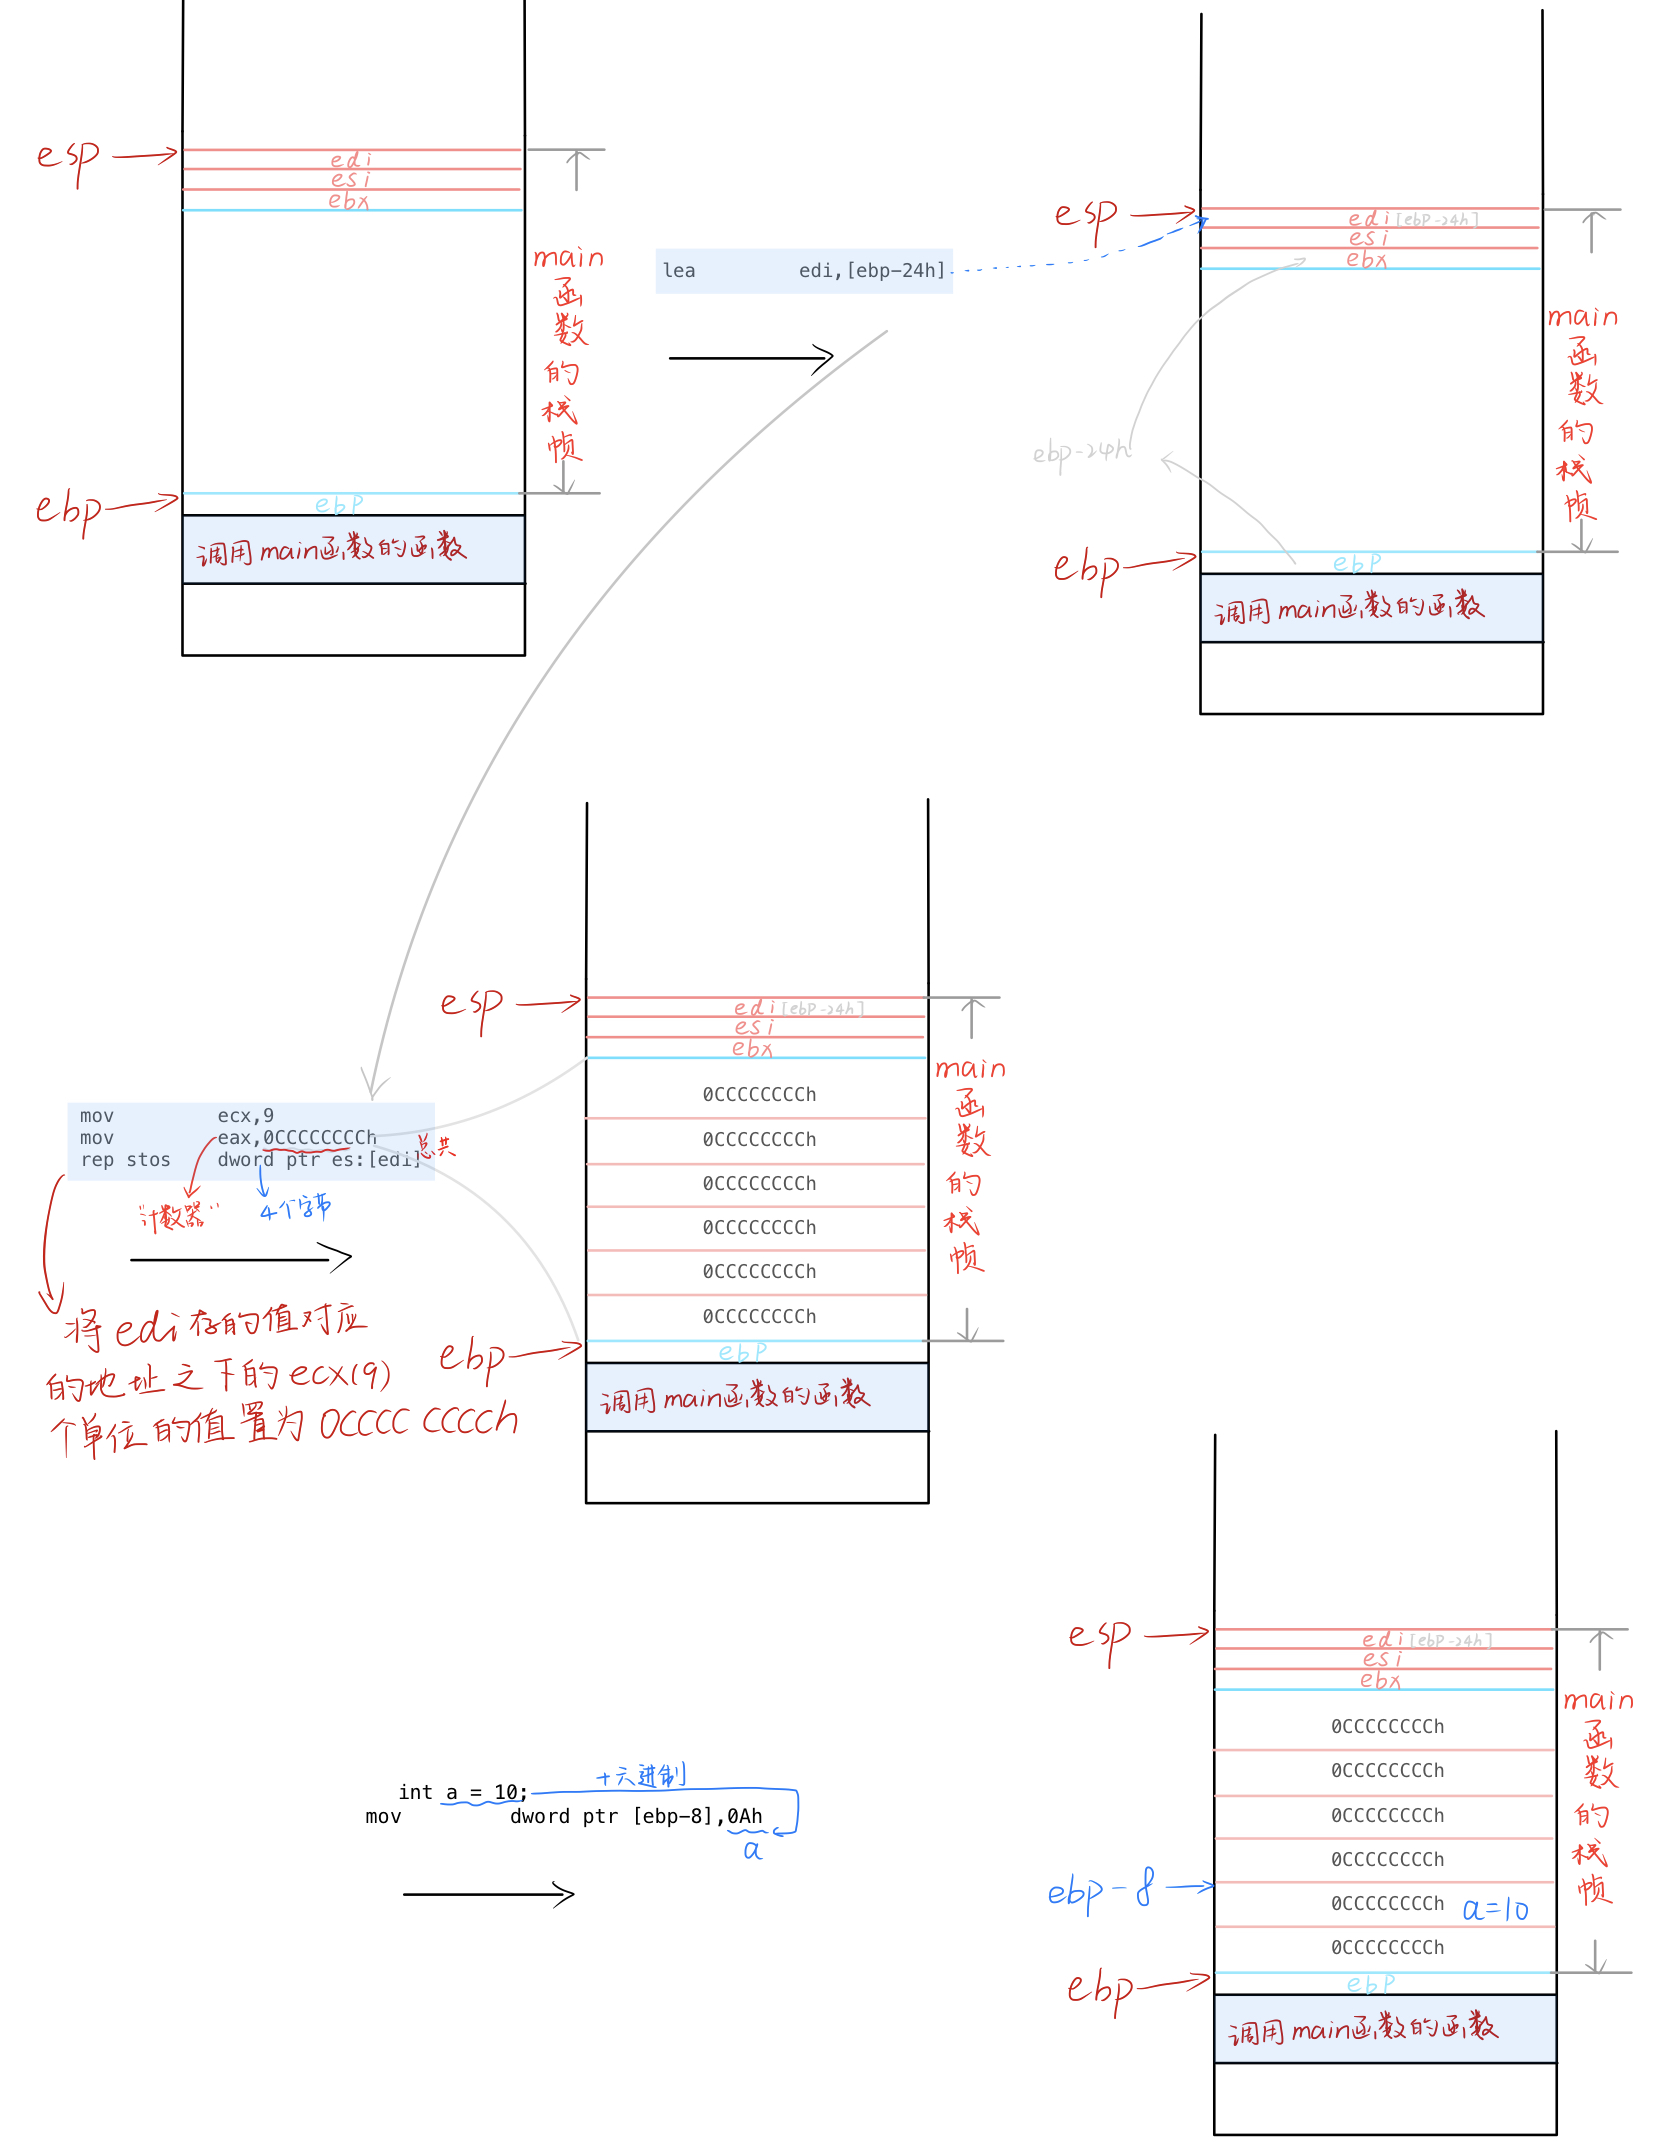 esp
edi
esi
ebx
main
函
数
的
栈
帧
ebp
ebp
调用main函数的函数
lea edi,[ebp-24h]
esp
edi [ebp-24h]
esi
ebx
main
函
数
的
栈
帧
ebp-24h
ebp
ebp
调用main函数的函数
esp
edi [ebp-24h]
esi
ebx
main
函
数
的
栈
帧
0CCCCCCCCh
0CCCCCCCCh
0CCCCCCCCh
0CCCCCCCCh
0CCCCCCCCh
0CCCCCCCCh
ebp
ebp
调用main函数的函数
mov ecx,9
mov eax,0CCCCCCCCh
rep stos dword ptr es:[edi]
总共
"计数器"
4个字节
将edi存的值对应
的地址之下的ecx(9)
个单位的值置为0CCCC CCCCh
int a = 10;
十六进制
mov dword ptr [ebp-8],0Ah
a
esp
edi [ebp-24h]
esi
ebx
main
函
数
的
栈
帧
0CCCCCCCCh
0CCCCCCCCh
0CCCCCCCCh
0CCCCCCCCh
ebp-8
0CCCCCCCCh a=10
0CCCCCCCCh
ebp
ebp
调用main函数的函数